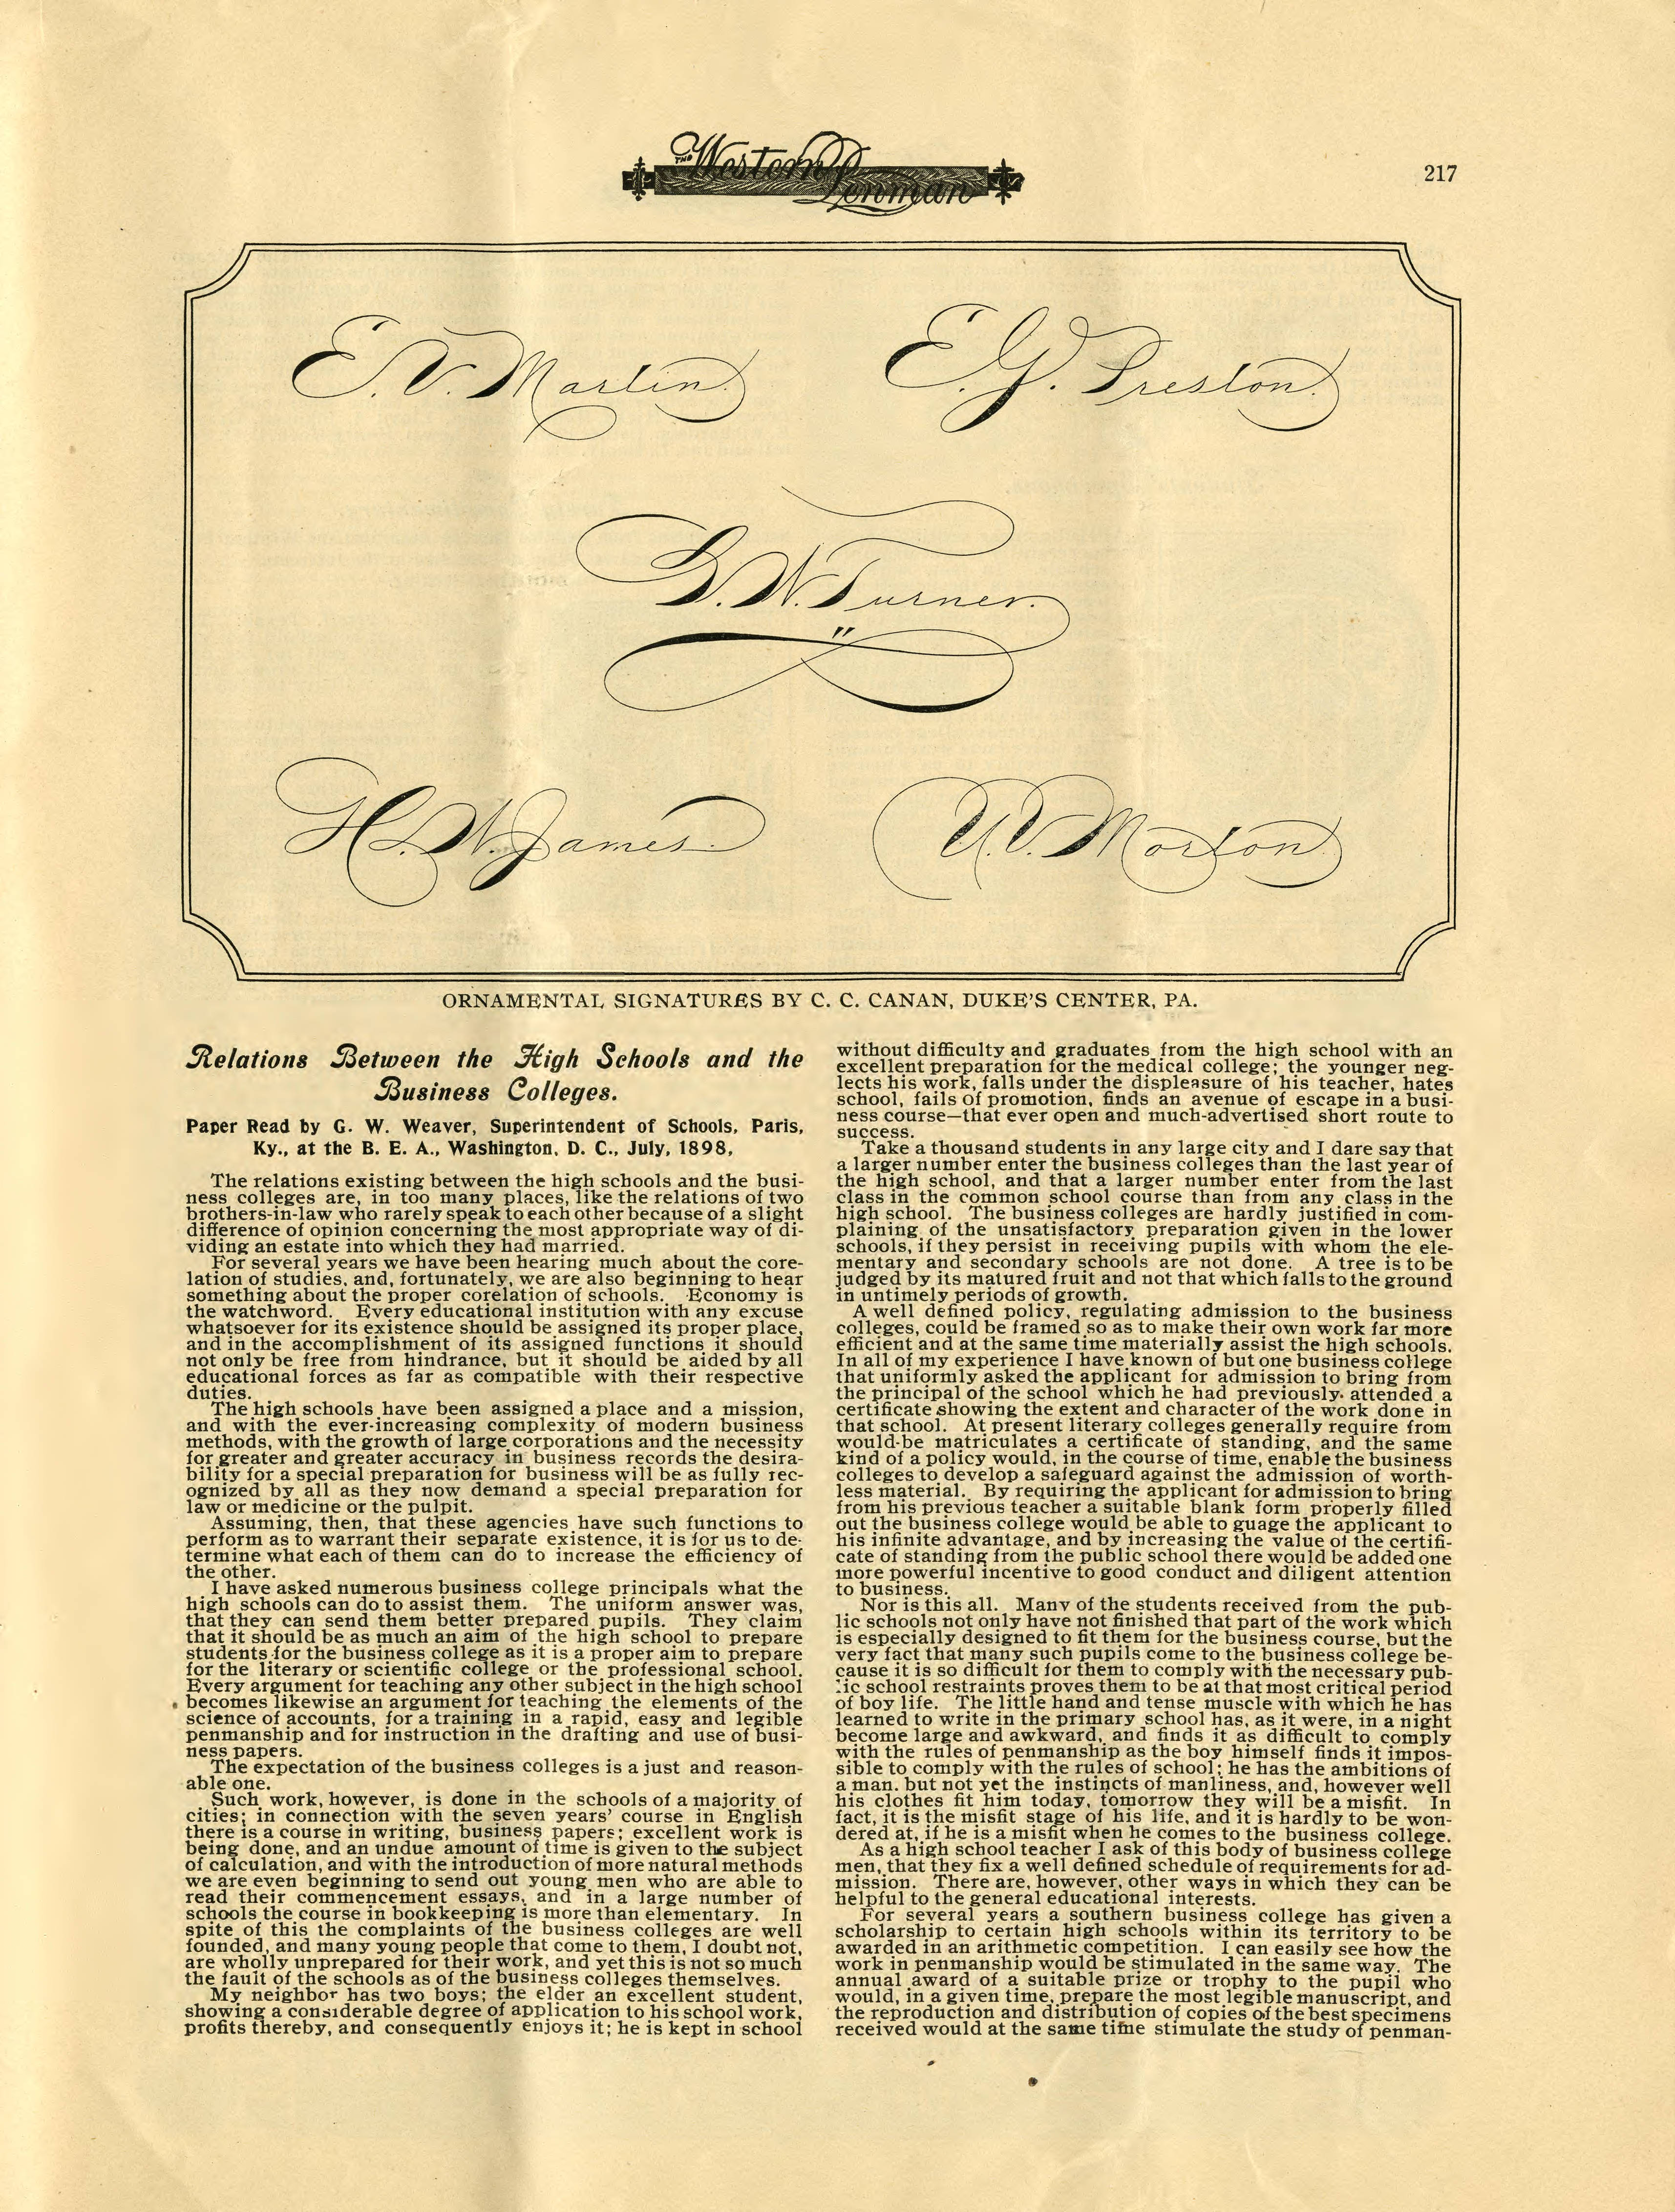 The Western Penman
217
E. V. Martin.
E. G. Preston.
G. W. Turner.
H. W. James.
U. V. Morton.
ORNAMENTAL SIGNATURES BY C. C. CANAN, DUKE'S CENTER, PA.
Relations Between the High Schools and the
Business Colleges.
Paper Read by G. W. Weaver, Superintendent of Schools, Paris,
Ky., at the B. E. A., Washington, D. C., July, 1898,
The relations existing between the high schools and the busi-
ness colleges are, in too many places, like the relations of two
brothers-in-law who rarely speak to each other because of a slight
difference of opinion concerning the most appropriate way of di-
viding an estate into which they had married.
For several years we have been hearing much about the core-
lation of studies, and, fortunately, we are also beginning to hear
something about the proper corelation of schools. Economy is
the watchword. Every educational institution with any excuse
whatsoever for its existence should be assigned its proper place,
and in the accomplishment of its assigned functions it should
not only be free from hindrance, but it should be aided by all
educational forces as far as compatible with their respective
duties.
The high schools have been assigned a place and a mission,
and with the ever-increasing complexity of modern business
methods, with the growth of large corporations and the necessity
for greater and greater accuracy in business records the desira-
bility for a special preparation for business will be as fully rec-
ognized by all as they now demand a special preparation for
law or medicine or the pulpit.
Assuming, then, that these agencies have such functions to
perform as to warrant their separate existence, it is for us to de-
termine what each of them can do to increase the efficiency of
the other.
I have asked numerous business college principals what the
high schools can do to assist them. The uniform answer was,
that they can send them better prepared pupils. They claim
that it should be as much an aim of the high school to prepare
students for the business college as it is a proper aim to prepare
for the literary or scientific college or the professional school.
Every argument for teaching any other subject in the high school
becomes likewise an argument for teaching the elements of the
science of accounts, for a training in a rapid, easy and legible
penmanship and for instruction in the drafting and use of busi-
ness papers.
The expectation of the business colleges is a just and reason-
able one.
Such work, however, is done in the schools of a majority of
cities; in connection with the seven years' course in English
there is a course in writing, business papers; excellent work is
being done, and an undue amount of time is given to the subject
of calculation, and with the introduction of more natural methods
we are even beginning to send out young men who are able to
read their commencement essays, and in a large number of
schools the course in bookkeeping is more than elementary. In
spite of this the complaints of the business colleges are well
founded, and many young people that come to them, I doubt not,
are wholly unprepared for their work, and yet this is not so much
the fault of the schools as of the business colleges themselves.
My neighbor has two boys; the elder an excellent student,
showing a considerable degree of application to his school work,
profits thereby, and consequently enjoys it; he is kept in school
without difficulty and graduates from the high school with an
excellent preparation for the medical college; the younger neg-
lects his work, falls under the displeasure of his teacher, hates
school, fails of promotion, finds an avenue of escape in a busi-
ness course—that ever open and much-advertised short route to
success.
Take a thousand students in any large city and I dare say that
a larger number enter the business colleges than the last year of
the high school, and that a larger number enter from the last
class in the common school course than from any class in the
high school. The business colleges are hardly justified in com-
plaining of the unsatisfactory preparation given in the lower
schools, if they persist in receiving pupils with whom the ele-
mentary and secondary schools are not done. A tree is to be
judged by its matured fruit and not that which falls to the ground
in untimely periods of growth.
A well defined policy, regulating admission to the business
colleges, could be framed so as to make their own work far more
efficient and at the same time materially assist the high schools.
In all of my experience I have known of but one business college
that uniformly asked the applicant for admission to bring from
the principal of the school which he had previously attended a
certificate showing the extent and character of the work done in
that school. At present literary colleges generally require from
would-be matriculates a certificate of standing, and the same
kind of a policy would, in the course of time, enable the business
colleges to develop a safeguard against the admission of worth-
less material. By requiring the applicant for admission to bring
from his previous teacher a suitable blank form properly filled
out the business college would be able to guage the applicant to
his infinite advantage, and by increasing the value of the certifi-
cate of standing from the public school there would be added one
more powerful incentive to good conduct and diligent attention
to business.
Nor is this all. Many of the students received from the pub-
lic schools not only have not finished that part of the work which
is especially designed to fit them for the business course, but the
very fact that many such pupils come to the business college be-
cause it is so difficult for them to comply with the necessary pub-
lic school restraints proves them to be at that most critical period
of boy life. The little hand and tense muscle with which he has
learned to write in the primary school has, as it were, in a night
become large and awkward, and finds it as difficult to comply
with the rules of penmanship as the boy himself finds it impos-
sible to comply with the rules of school; he has the ambitions of
a man, but not yet the instincts of manliness, and, however well
his clothes fit him today, tomorrow they will be a misfit. In
fact, it is the misfit stage of his life, and it is hardly to be won-
dered at, if he is a misfit when he comes to the business college.
As a high school teacher I ask of this body of business college
men, that they fix a well defined schedule of requirements for ad-
mission. There are, however, other ways in which they can be
helpful to the general educational interests.
For several years a southern business college has given a
scholarship to certain high schools within its territory to be
awarded in an arithmetic competition. I can easily see how the
work in penmanship would be stimulated in the same way. The
annual award of a suitable prize or trophy to the pupil who
would, in a given time, prepare the most legible manuscript, and
the reproduction and distribution of copies of the best specimens
received would at the same time stimulate the study of penman-